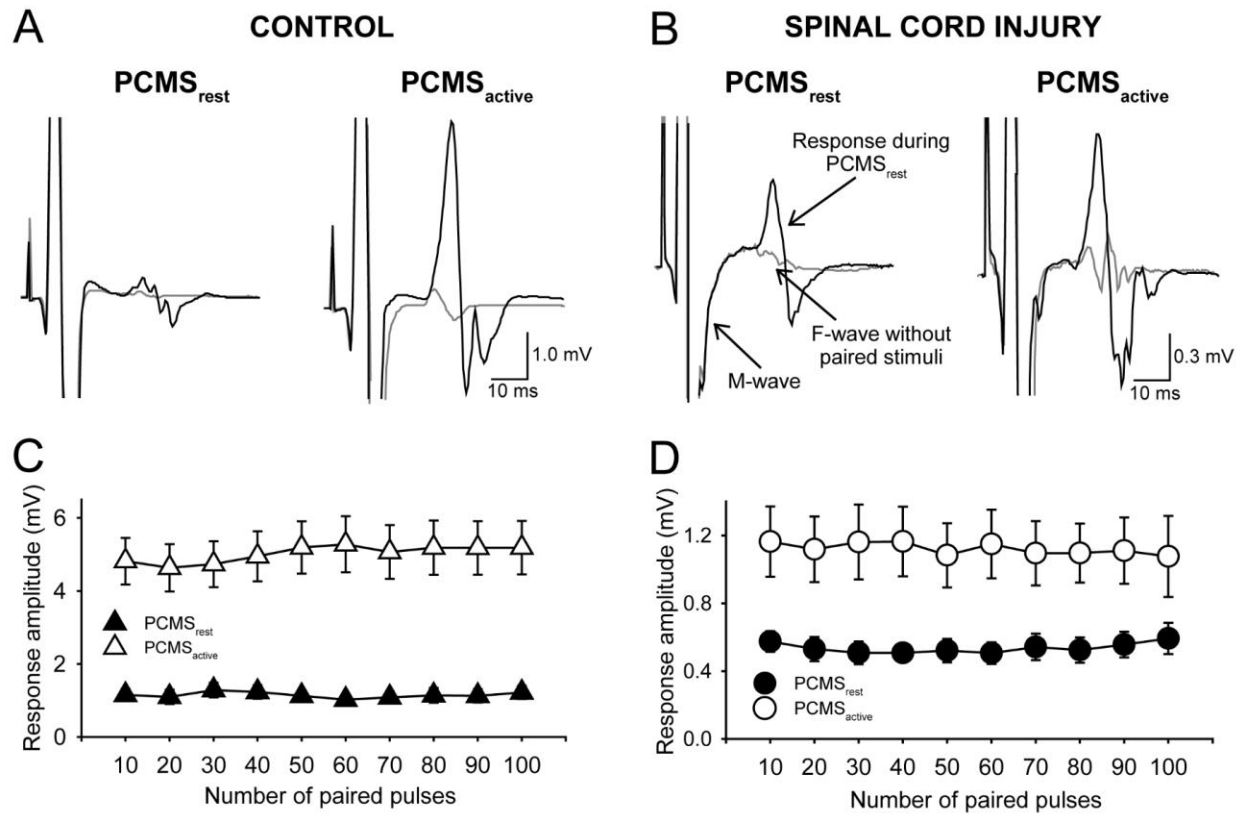 A
CONTROL
PCMSrest
PCMSactive
1.0 mV
10 ms
B
SPINAL CORD INJURY
PCMSrest
PCMSactive
Response during
PCMSrest
F-wave without
paired stimuli
M-wave
0.3 mV
10 ms
C
Response amplitude (mV)
6
4
2
0
PCMSrest
PCMSactive
10 20 30 40 50 60 70 80 90 100
Number of paired pulses
D
Response amplitude (mV)
1.2
0.8
0.4
0.0
PCMSrest
PCMSactive
10 20 30 40 50 60 70 80 90 100
Number of paired pulses